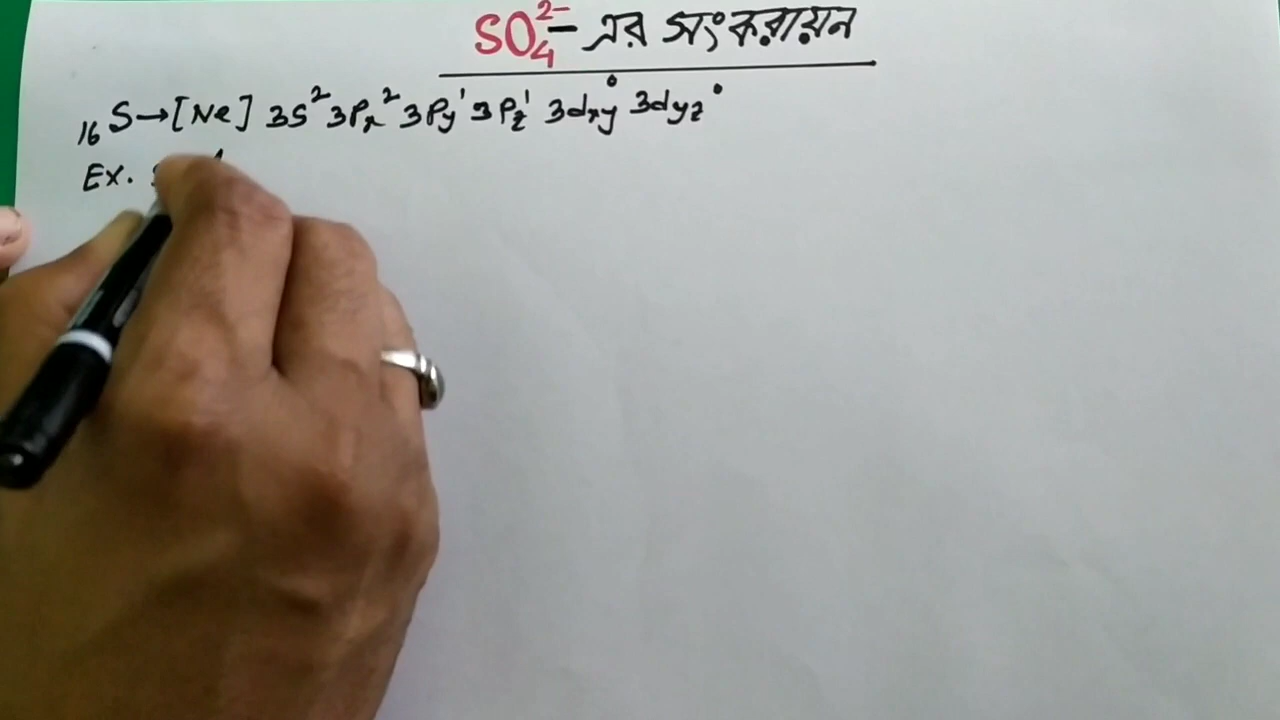 SO₄²⁻ - এর সংকরায়ন
₁₆S→[Ne] 3s² 3Pₓ² 3Py¹ 3Pz¹ 3dxy⁰ 3dyz⁰
Ex.